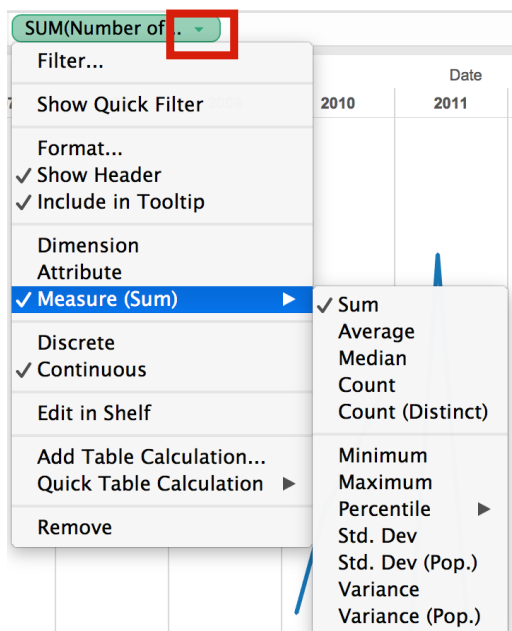 SUM(Number of ..
Filter...
Date
Show Quick Filter
2010
2011
Format...
✓ Show Header
✓ Include in Tooltip
Dimension
Attribute
✓ Measure (Sum) ▶
Discrete
✓ Continuous
Edit in Shelf
Add Table Calculation...
Quick Table Calculation ▶
Remove
✓ Sum
Average
Median
Count
Count (Distinct)
Minimum
Maximum
Percentile ▶
Std. Dev
Std. Dev (Pop.)
Variance
Variance (Pop.)